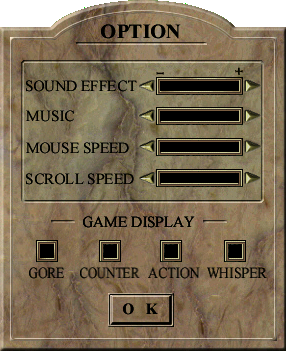 OPTION
- +
SOUND EFFECT
MUSIC
MOUSE SPEED
SCROLL SPEED
GAME DISPLAY
GORE COUNTER ACTION WHISPER
O K